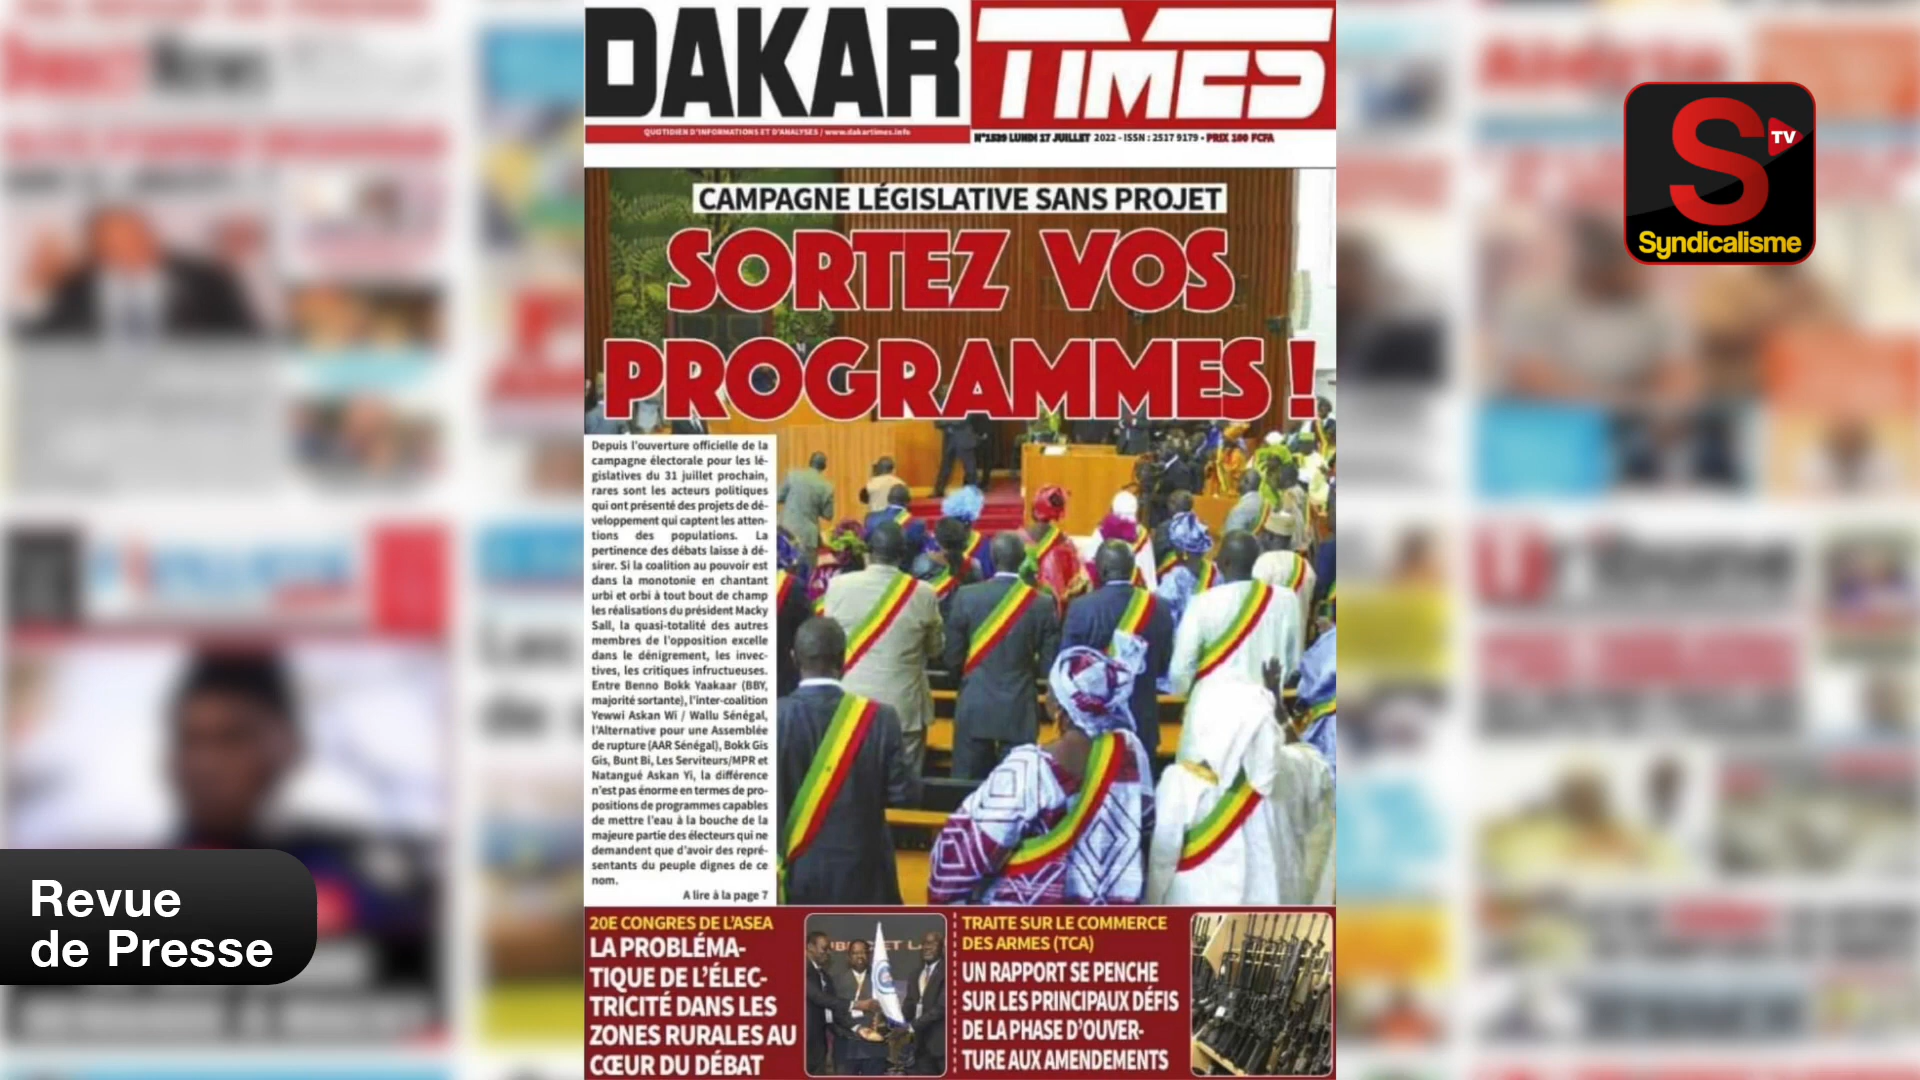 DAKAR TIMES
QUOTIDIEN D'INFORMATIONS ET D'ANALYSES / www.dakartimes.info
N°1539 LUNDI 17 JUILLET 2022 - ISSN : 2517 9179 • PRIX 100 FCFA
S TV
Syndicalisme
CAMPAGNE LÉGISLATIVE SANS PROJET
SORTEZ VOS
PROGRAMMES !
Depuis l'ouverture officielle de la
campagne électorale pour les lé-
gislatives du 31 juillet prochain,
rares sont les acteurs politiques
qui ont présenté des projets de dé-
veloppement qui captent les atten-
tions des populations. La
pertinence des débats laisse à dé-
sirer. Si la coalition au pouvoir est
dans la monotonie en chantant
urbi et orbi à tout bout de champ
les réalisations du président Macky
Sall, la quasi-totalité des autres
membres de l'opposition excelle
dans le dénigrement, les invec-
tives, les critiques infructueuses.
Entre Benno Bokk Yaakaar (BBY,
majorité sortante), l'inter-coalition
Yewwi Askan Wi / Wallu Sénégal,
l'Alternative pour une Assemblée
de rupture (AAR Sénégal), Bokk Gis
Gis, Bunt Bi, Les Serviteurs/MPR et
Natangué Askan Yi, la différence
n'est pas énorme en termes de pro-
positions de programmes capables
de mettre l'eau à la bouche de la
majeure partie des électeurs qui ne
demandent que d'avoir des repré-
sentants du peuple dignes de ce
nom.
A lire à la page 7
Revue
de Presse
20E CONGRES DE L'ASEA
LA PROBLÉMA-
TIQUE DE L'ÉLEC-
TRICITÉ DANS LES
ZONES RURALES AU
CŒUR DU DÉBAT
TRAITE SUR LE COMMERCE
DES ARMES (TCA)
UN RAPPORT SE PENCHE
SUR LES PRINCIPAUX DÉFIS
DE LA PHASE D'OUVER-
TURE AUX AMENDEMENTS